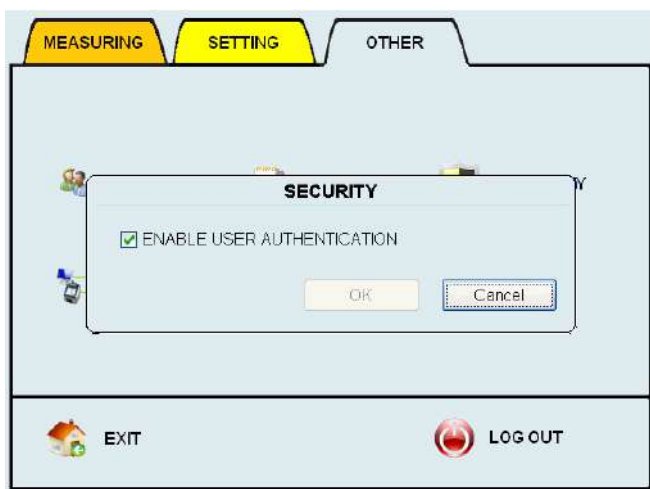 MEASURING SETTING OTHER
SECURITY
ENABLE USER AUTHENTICATION
OK Cancel
EXIT LOG OUT